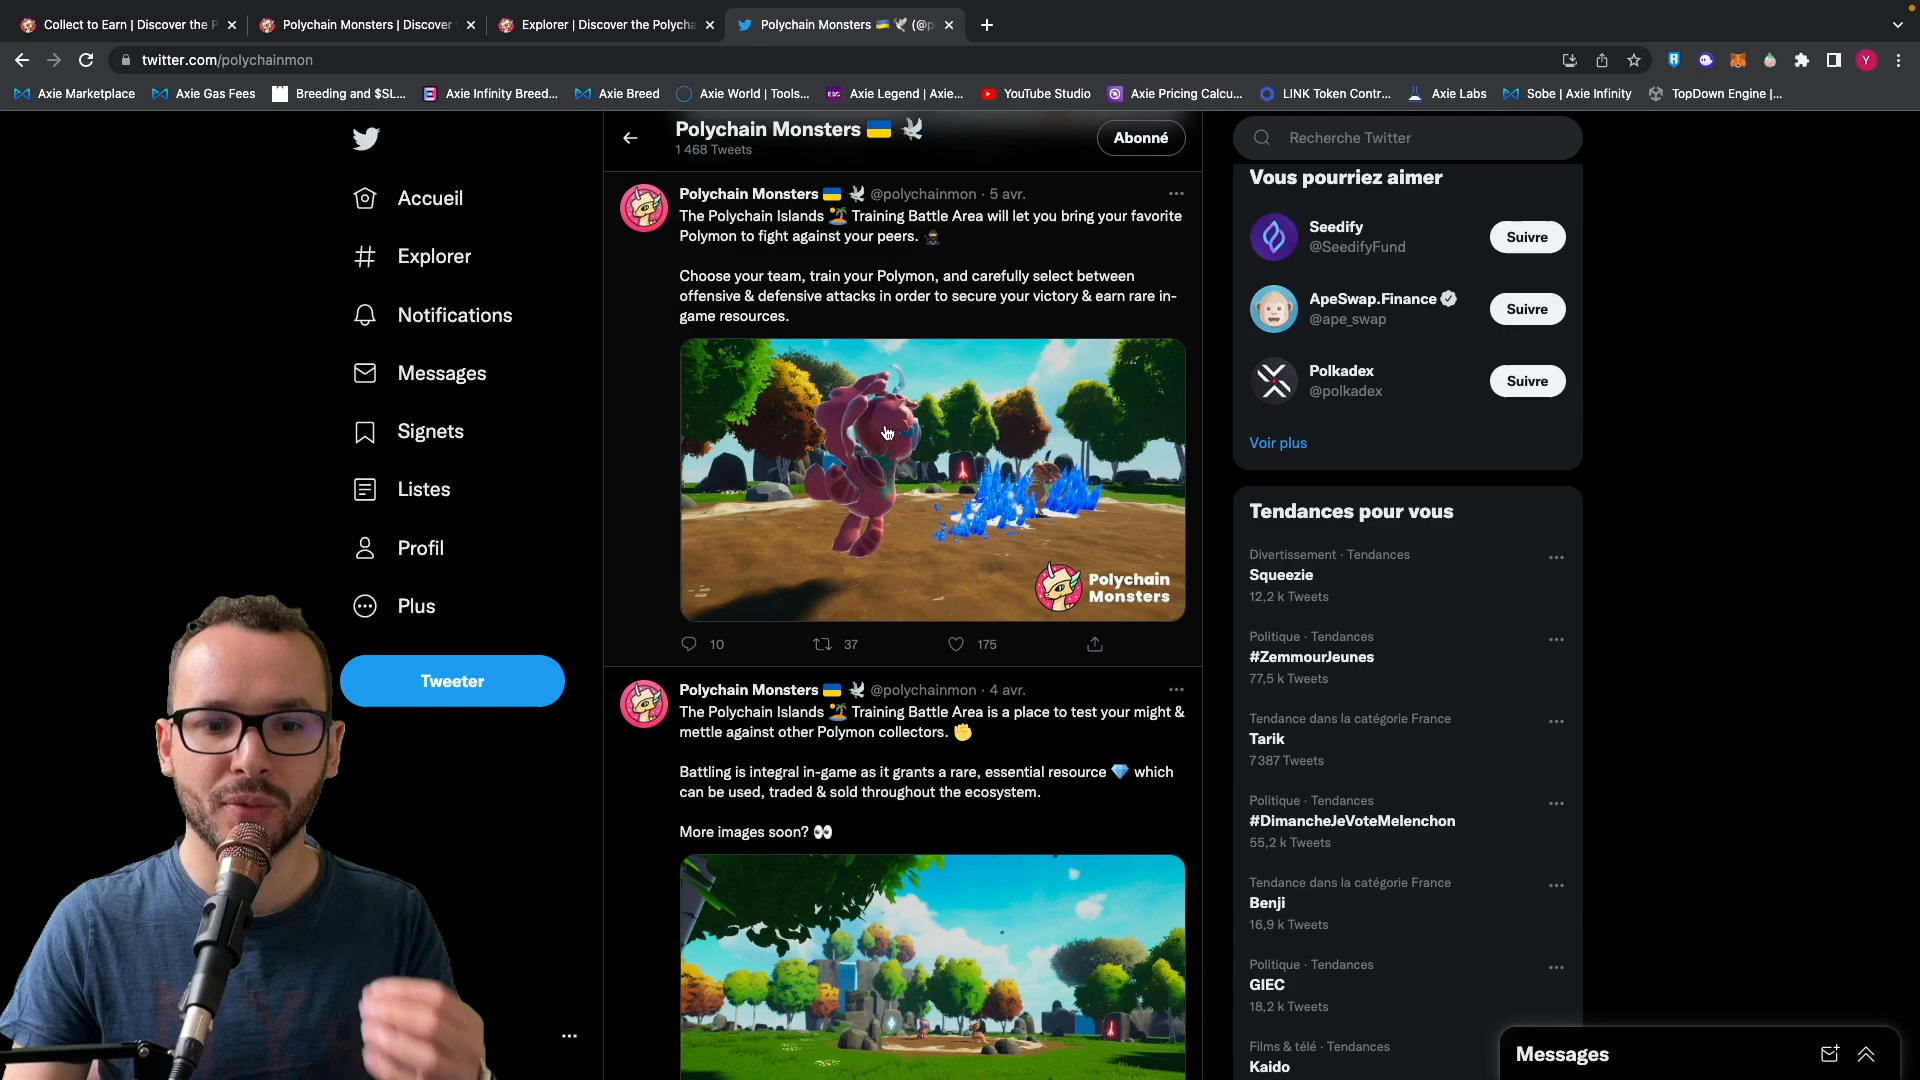 Collect to Earn | Discover the P
Polychain Monsters | Discover
Explorer | Discover the Polycha
Polychain Monsters 🇺🇦 🕊 (@p
twitter.com/polychainmon
Y
Axie Marketplace
Axie Gas Fees
Breeding and $SL...
Axie Infinity Breed...
Axie Breed
Axie World | Tools...
Axie Legend | Axie...
YouTube Studio
Axie Pricing Calcu...
LINK Token Contr...
Axie Labs
Sobe | Axie Infinity
TopDown Engine |...
Accueil
Explorer
Notifications
Messages
Signets
Listes
Profil
Plus
Tweeter
Polychain Monsters 🇺🇦 🕊
1 468 Tweets
Abonné
Polychain Monsters 🇺🇦 🕊 @polychainmon · 5 avr.
The Polychain Islands 🏝 Training Battle Area will let you bring your favorite
Polymon to fight against your peers. 🥷
Choose your team, train your Polymon, and carefully select between
offensive & defensive attacks in order to secure your victory & earn rare in-
game resources.
Polychain
Monsters
10
37
175
Polychain Monsters 🇺🇦 🕊 @polychainmon · 4 avr.
The Polychain Islands 🏝 Training Battle Area is a place to test your might &
mettle against other Polymon collectors. ✊
Battling is integral in-game as it grants a rare, essential resource 💎 which
can be used, traded & sold throughout the ecosystem.
More images soon? 👀
Recherche Twitter
Vous pourriez aimer
Seedify
@SeedifyFund
Suivre
ApeSwap.Finance
@ape_swap
Suivre
Polkadex
@polkadex
Suivre
Voir plus
Tendances pour vous
Divertissement · Tendances
Squeezie
12,2 k Tweets
Politique · Tendances
#ZemmourJeunes
77,5 k Tweets
Tendance dans la catégorie France
Tarik
7 387 Tweets
Politique · Tendances
#DimancheJeVoteMelenchon
55,2 k Tweets
Tendance dans la catégorie France
Benji
16,9 k Tweets
Politique · Tendances
GIEC
18,2 k Tweets
Films & télé · Tendances
Kaido
Messages